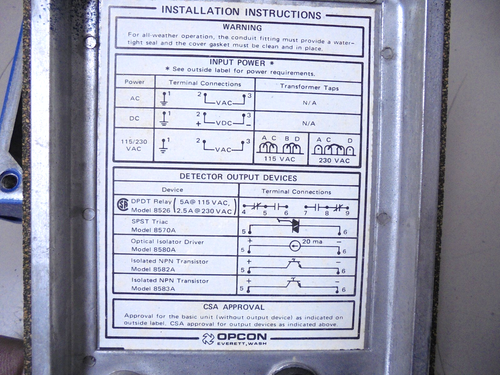 INSTALLATION INSTRUCTIONS
WARNING
For all-weather operation, the conduit fitting must provide a water-
tight seal and the cover gasket must be clean and in place.
INPUT POWER *
* See outside label for power requirements.
Power Terminal Connections Transformer Taps
AC 1 2 VAC 3 N/A
DC 1 2 + VDC 3 − N/A
115/230 VAC 1 2 VAC 3 A C B D 115 VAC A C D 230 VAC
DETECTOR OUTPUT DEVICES
Device Terminal Connections
DPDT Relay (5A @ 115 VAC,
Model 8526 2.5A @ 230 VAC) 4 5 6 7 8 9
SPST Triac
Model 8570A 5 6
Optical Isolator Driver + 20 ma −
Model 8580A 5 6
Isolated NPN Transistor + −
Model 8582A 5 6
Isolated NPN Transistor + −
Model 8583A 5 6
CSA APPROVAL
Approval for the basic unit (without output device) as indicated on
outside label. CSA approval for output devices as indicated above.
OPCON
EVERETT, WASH